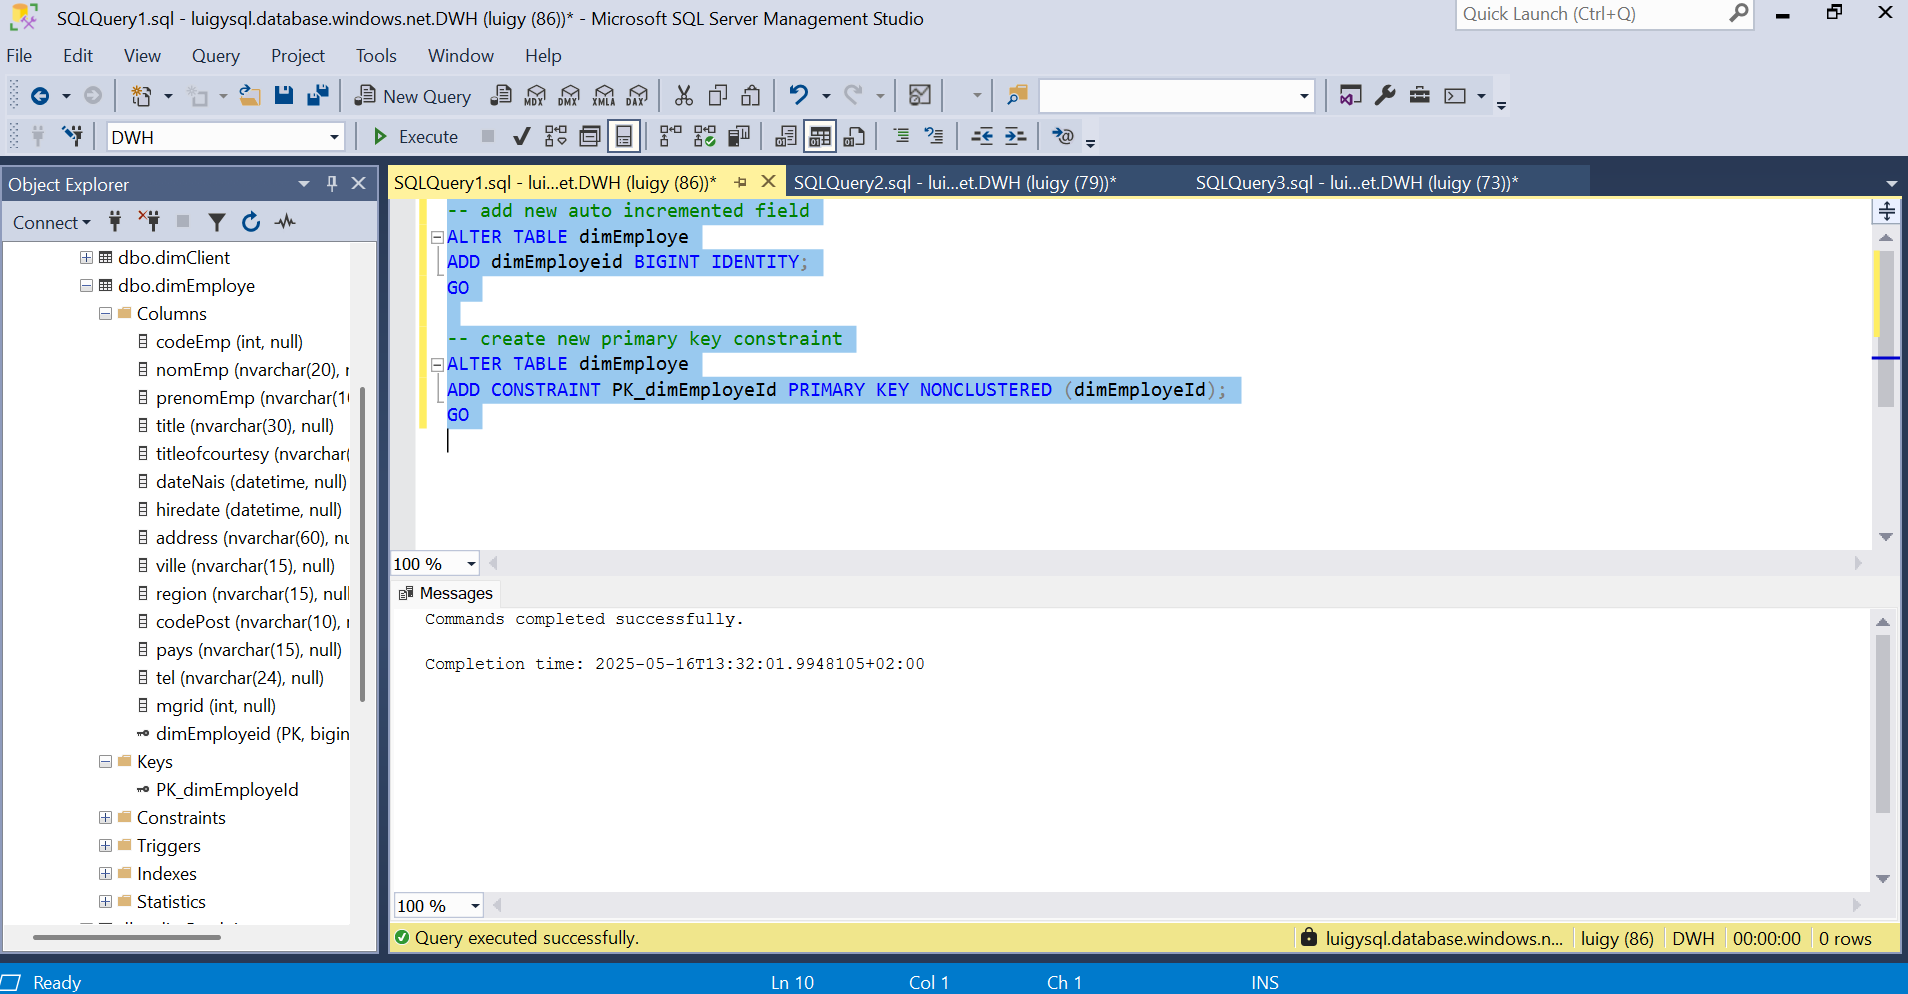 SQLQuery1.sql - luigysql.database.windows.net.DWH (luigy (86))* - Microsoft SQL Server Management Studio
Quick Launch (Ctrl+Q)
File Edit View Query Project Tools Window Help
New Query MDX DMX XMLA DAX
DWH Execute
Object Explorer
Connect
dbo.dimClient
dbo.dimEmploye
Columns
codeEmp (int, null)
nomEmp (nvarchar(20), r
prenomEmp (nvarchar(1
title (nvarchar(30), null)
titleofcourtesy (nvarchar(
dateNais (datetime, null)
hiredate (datetime, null)
address (nvarchar(60), nu
ville (nvarchar(15), null)
region (nvarchar(15), null
codePost (nvarchar(10),
pays (nvarchar(15), null)
tel (nvarchar(24), null)
mgrid (int, null)
dimEmployeid (PK, bigin
Keys
PK_dimEmployeId
Constraints
Triggers
Indexes
Statistics
SQLQuery1.sql - lui...et.DWH (luigy (86))* SQLQuery2.sql - lui...et.DWH (luigy (79))* SQLQuery3.sql - lui...et.DWH (luigy (73))*
-- add new auto incremented field
ALTER TABLE dimEmploye
ADD dimEmployeid BIGINT IDENTITY;
GO
-- create new primary key constraint
ALTER TABLE dimEmploye
ADD CONSTRAINT PK_dimEmployeId PRIMARY KEY NONCLUSTERED (dimEmployeId);
GO
100 %
Messages
Commands completed successfully.
Completion time: 2025-05-16T13:32:01.9948105+02:00
100 %
Query executed successfully. luigysql.database.windows.n... luigy (86) DWH 00:00:00 0 rows
Ready Ln 10 Col 1 Ch 1 INS